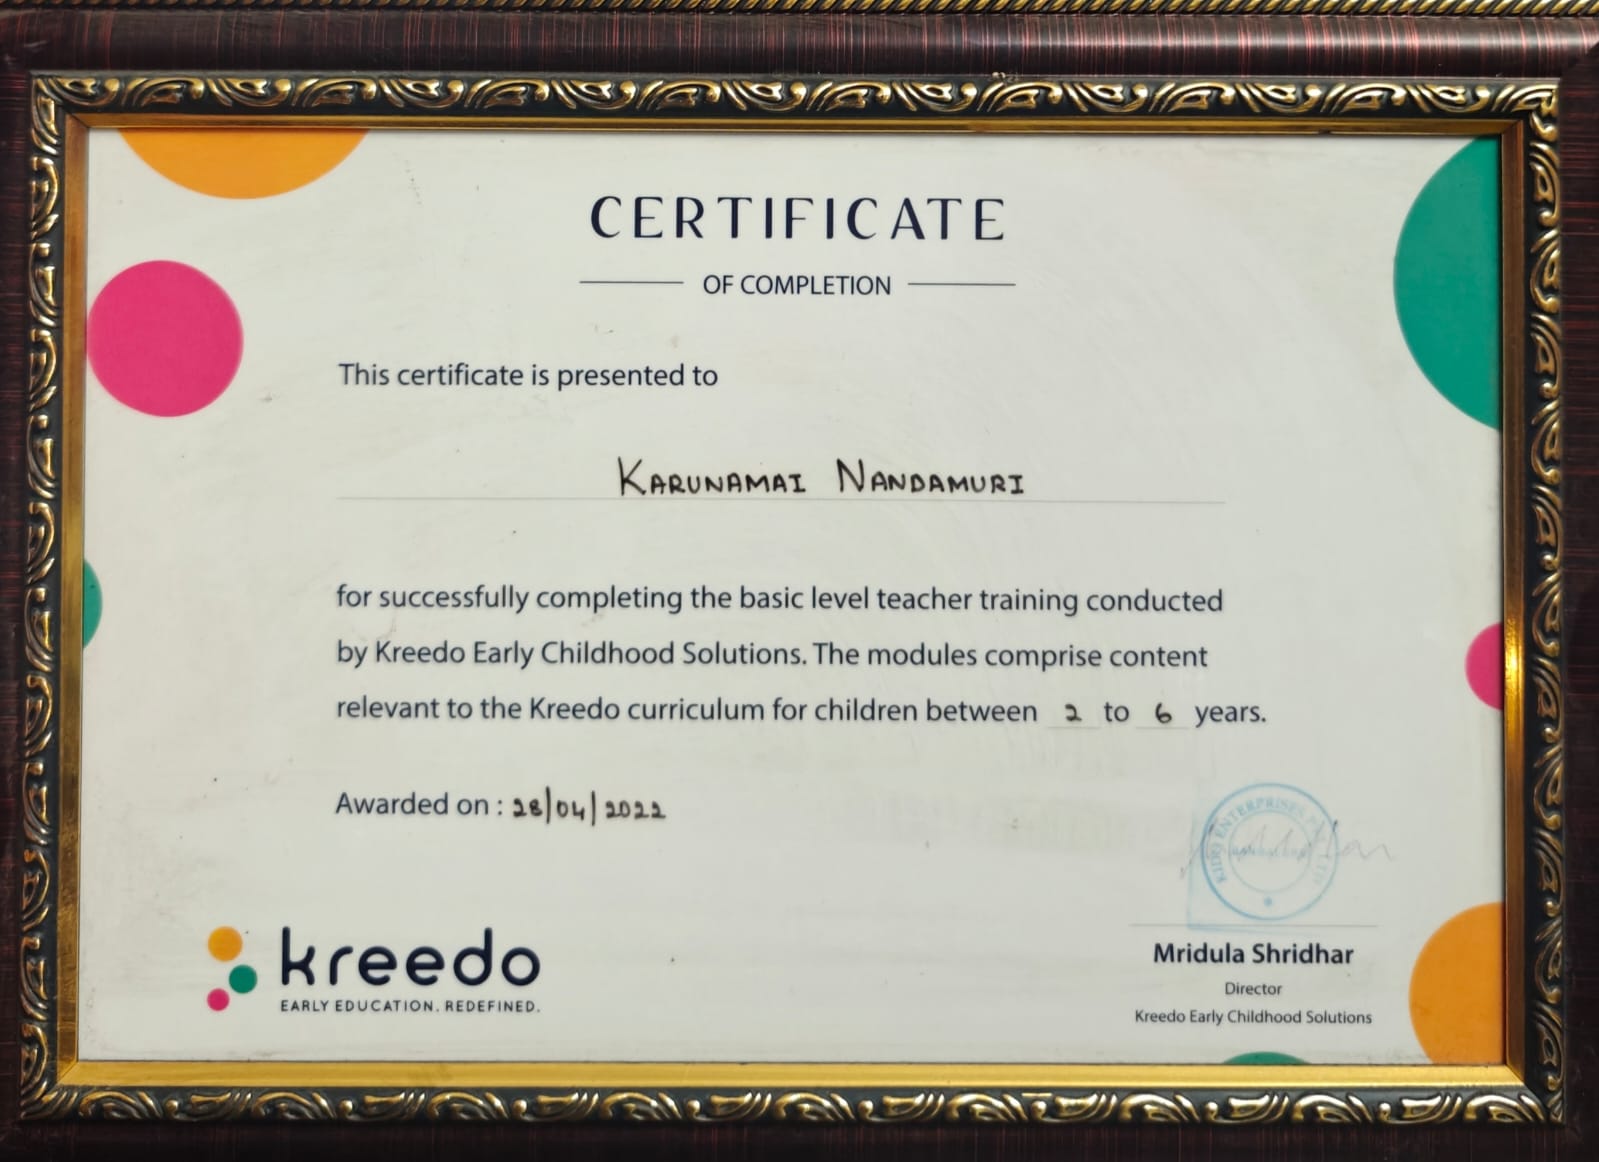 CERTIFICATE
OF COMPLETION
This certificate is presented to
KARUNAMAI NANDAMURI
for successfully completing the basic level teacher training conducted
by Kreedo Early Childhood Solutions. The modules comprise content
relevant to the Kreedo curriculum for children between 2 to 6 years.
Awarded on : 28/04/2022
ENTERPRISES
kreedo
EARLY EDUCATION. REDEFINED.
Mridula Shridhar
Director
Kreedo Early Childhood Solutions